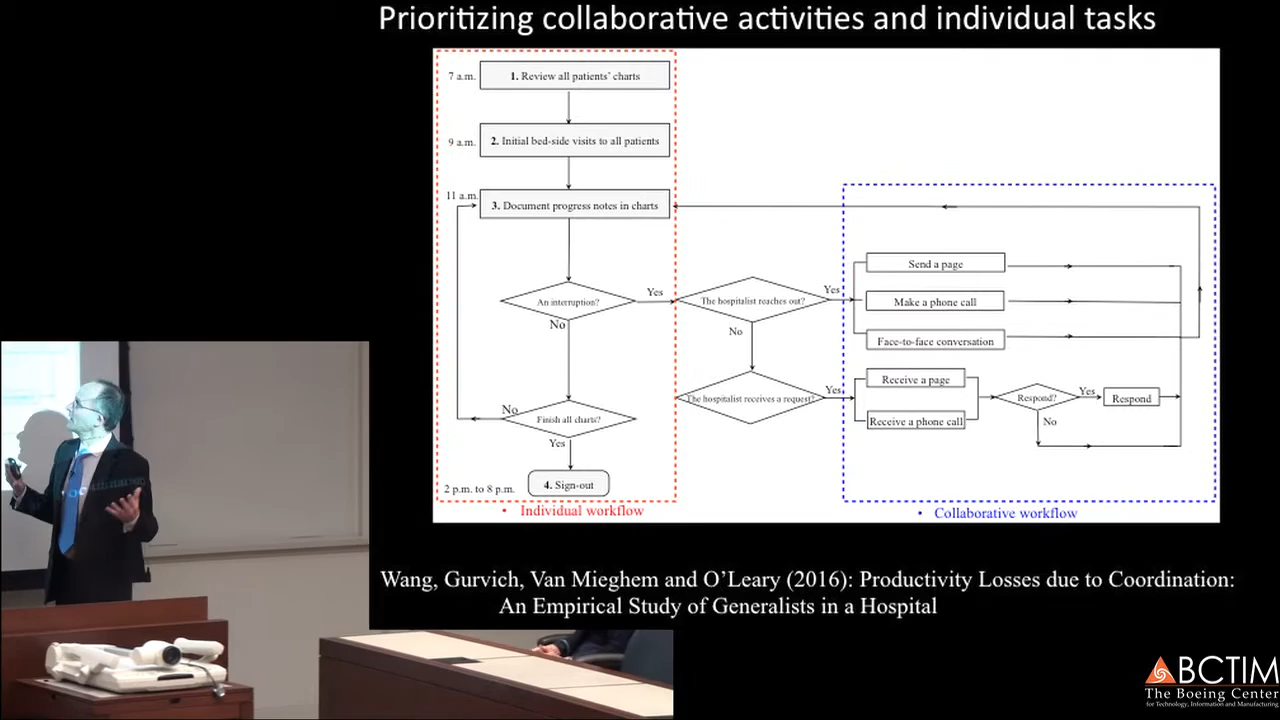 Prioritizing collaborative activities and individual tasks
7 a.m.
1. Review all patients' charts
9 a.m.
2. Initial bed-side visits to all patients
11 a.m.
3. Document progress notes in charts
An interruption?
Yes
No
The hospitalist reaches out?
Yes
No
Send a page
Make a phone call
Face-to-face conversation
The hospitalist receives a request?
Yes
Receive a page
Receive a phone call
Respond?
Yes
Respond
No
Finish all charts?
No
Yes
2 p.m. to 8 p.m.
4. Sign-out
• Individual workflow
• Collaborative workflow
Wang, Gurvich, Van Mieghem and O'Leary (2016): Productivity Losses due to Coordination:
An Empirical Study of Generalists in a Hospital
BCTIM
The Boeing Center
for Technology, Information and Manufacturing